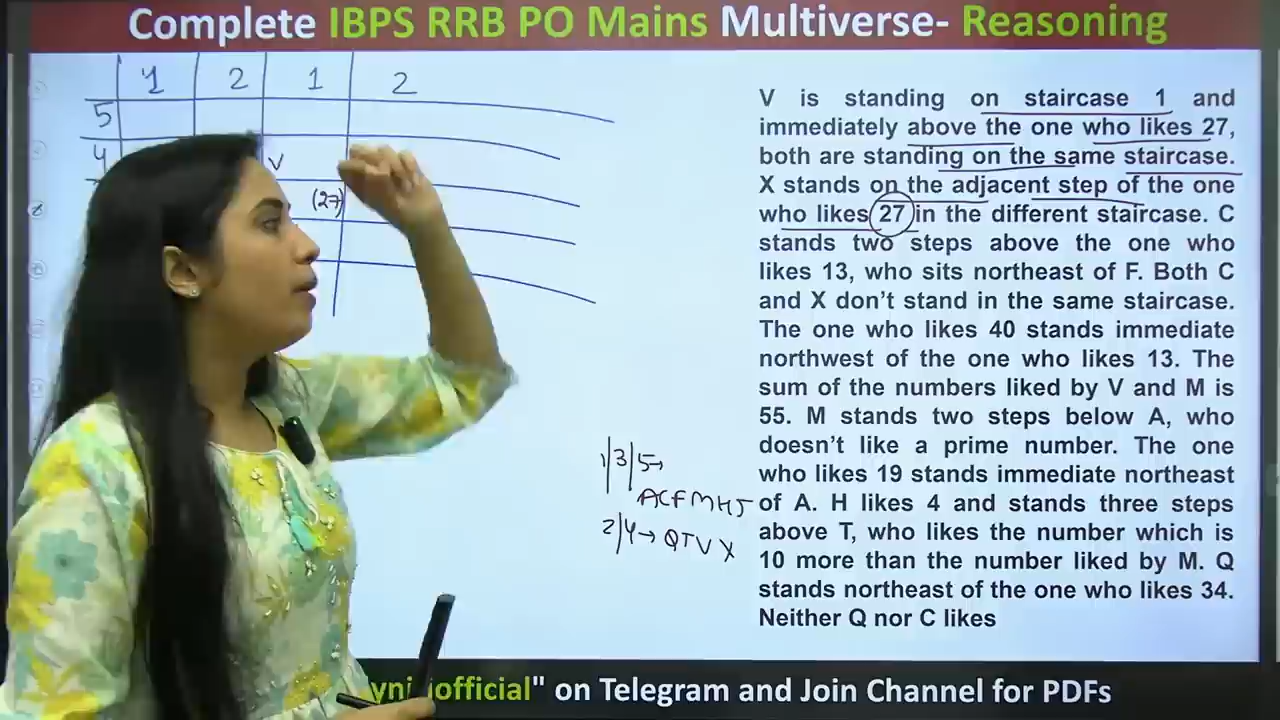 Complete IBPS RRB PO Mains Multiverse- Reasoning
1 2 1 2
5
4 V
(27)
V is standing on staircase 1 and
immediately above the one who likes 27,
both are standing on the same staircase.
X stands on the adjacent step of the one
who likes 27 in the different staircase. C
stands two steps above the one who
likes 13, who sits northeast of F. Both C
and X don’t stand in the same staircase.
The one who likes 40 stands immediate
northwest of the one who likes 13. The
sum of the numbers liked by V and M is
55. M stands two steps below A, who
doesn’t like a prime number. The one
who likes 19 stands immediate northeast
of A. H likes 4 and stands three steps
above T, who likes the number which is
10 more than the number liked by M. Q
stands northeast of the one who likes 34.
Neither Q nor C likes
1|3|5→
ACFMHJ
2/4→QTVX
official" on Telegram and Join Channel for PDFs